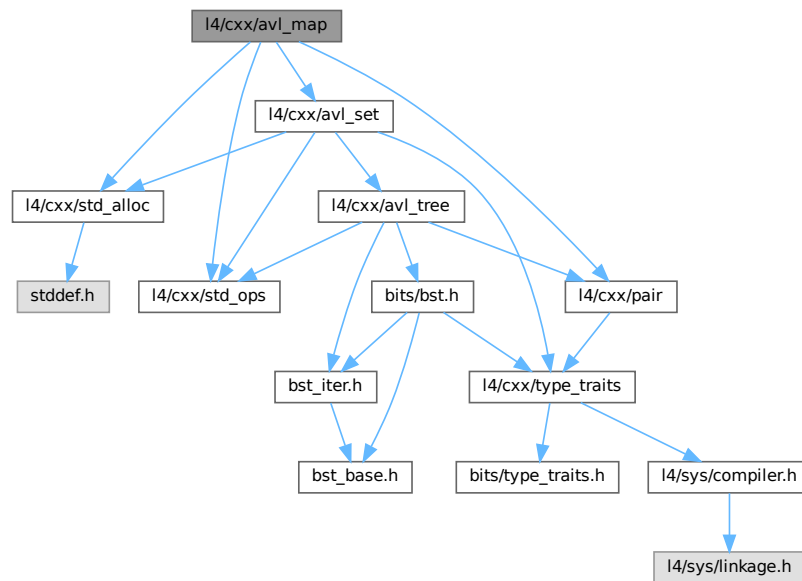 l4/cxx/avl_map
l4/cxx/avl_set
l4/cxx/std_alloc
l4/cxx/avl_tree
stddef.h
l4/cxx/std_ops
bits/bst.h
l4/cxx/pair
bst_iter.h
l4/cxx/type_traits
bst_base.h
bits/type_traits.h
l4/sys/compiler.h
l4/sys/linkage.h